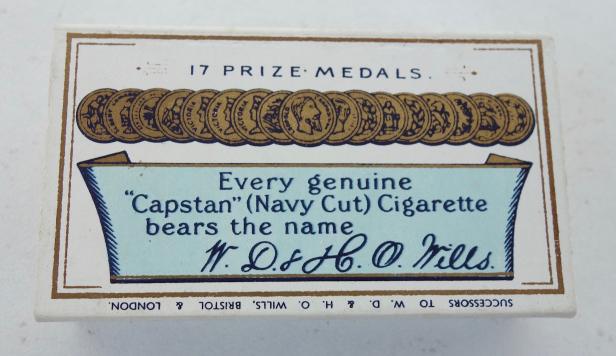 17 PRIZE MEDALS.
Every genuine
"Capstan" (Navy Cut) Cigarette
bears the name
W. D. & H. O. Wills.
SUCCESSORS TO W. D. & H. O. WILLS, BRISTOL & LONDON.